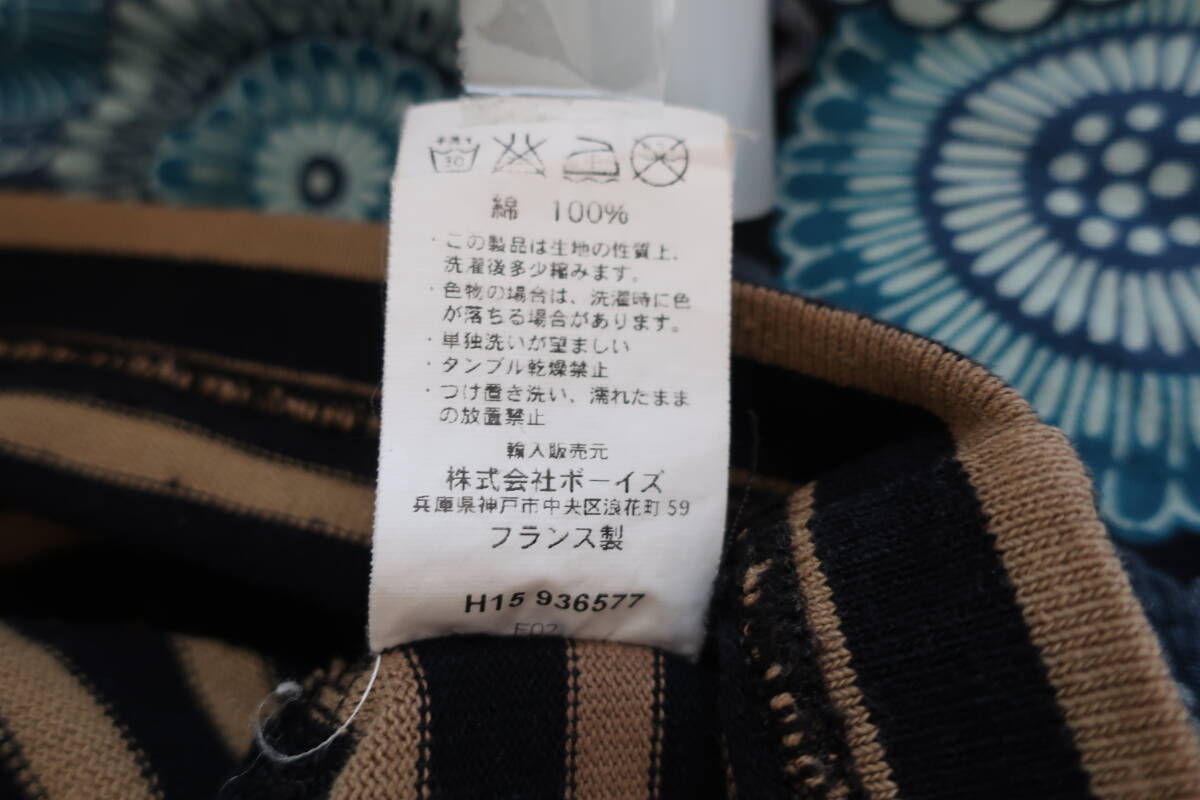 手洗イ
30
綿 100%
・この製品は生地の性質上、
洗濯後多少縮みます。
・色物の場合は、洗濯時に色
が落ちる場合があります。
・単独洗いが望ましい
・タンブル乾燥禁止
・つけ置き洗い、濡れたまま
の放置禁止
輸入販売元
株式会社ボーイズ
兵庫県神戸市中央区浪花町59
フランス製
H15 936577